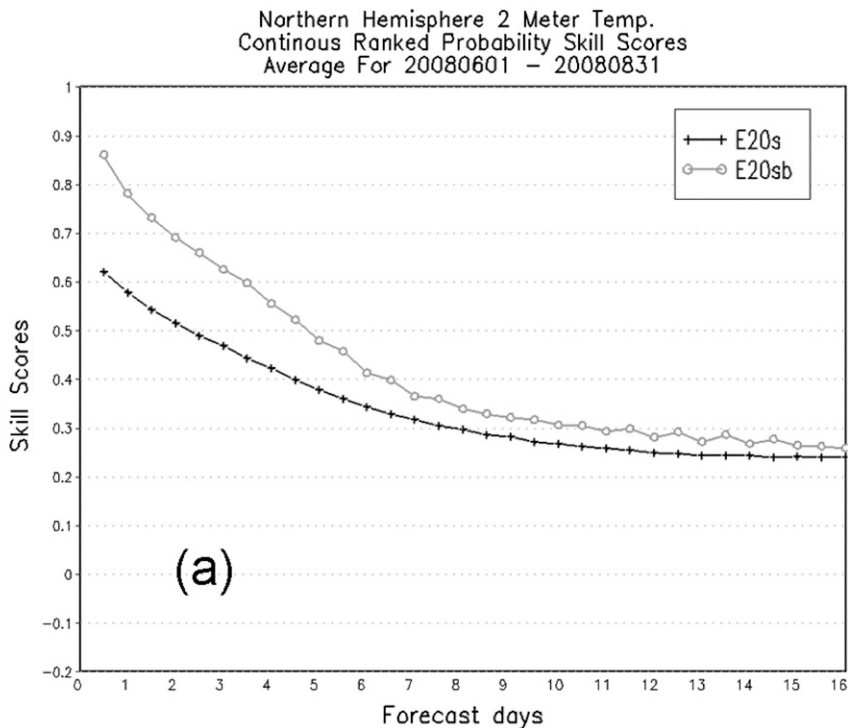 Northern Hemisphere 2 Meter Temp.
Continous Ranked Probability Skill Scores
Average For 20080601 – 20080831
1
0.9
0.8
0.7
0.6
0.5
0.4
0.3
0.2
0.1
0
−0.1
−0.2
Skill Scores
E20s
E20sb
(a)
0 1 2 3 4 5 6 7 8 9 10 11 12 13 14 15 16
Forecast days